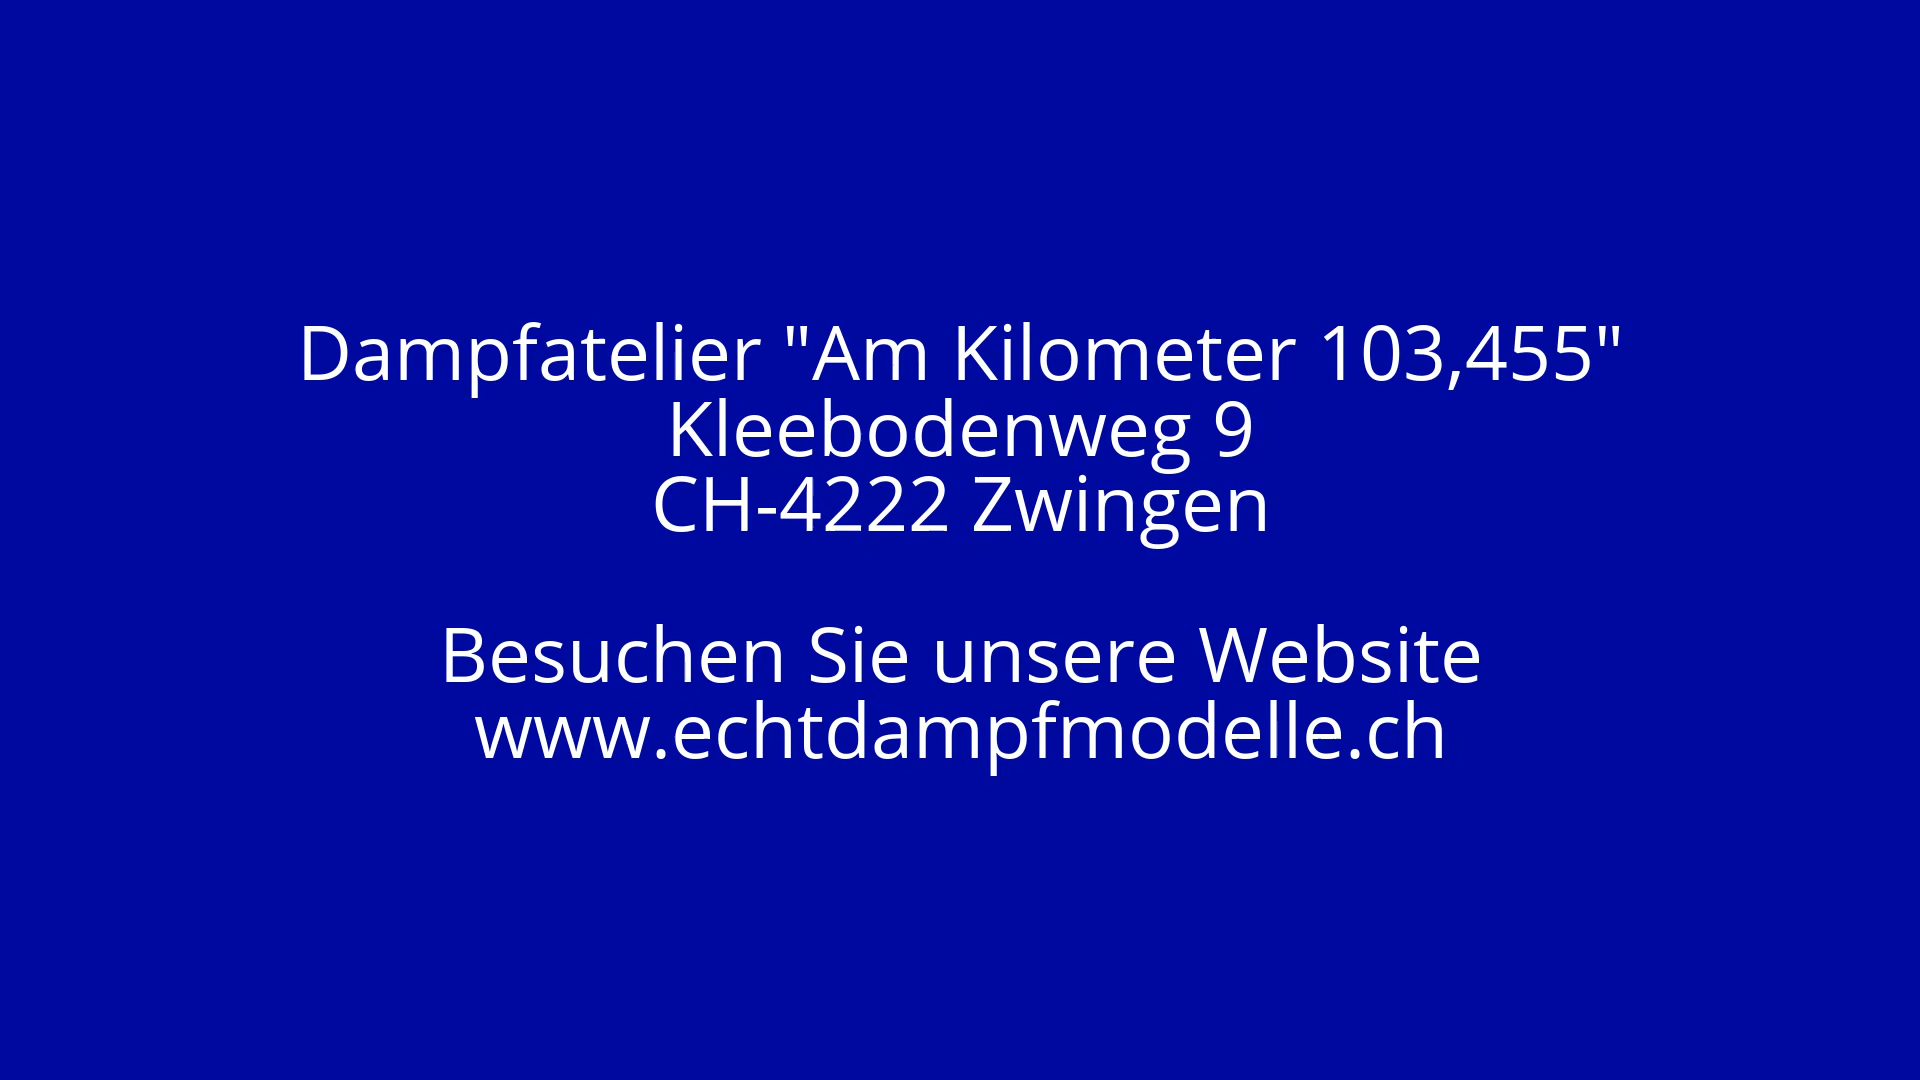 Dampfatelier "Am Kilometer 103,455"
Kleebodenweg 9
CH-4222 Zwingen
Besuchen Sie unsere Website
www.echtdampfmodelle.ch